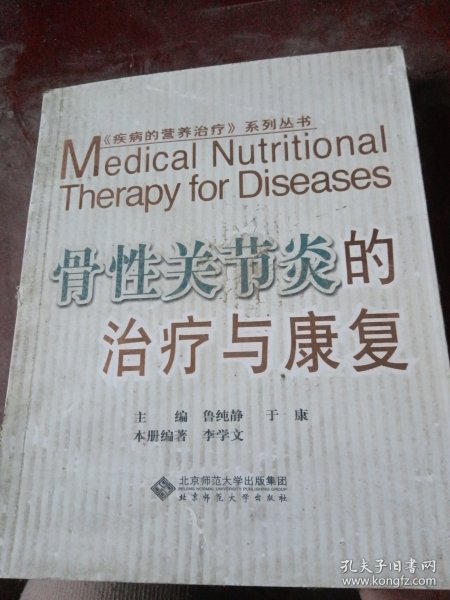 《疾病的营养治疗》系列丛书
Medical Nutritional
Therapy for Diseases
骨性关节炎的
治疗与康复
主 编 鲁纯静 于 康
本册编著 李学文
北京师范大学出版集团
BEIJING NORMAL UNIVERSITY PUBLISHING GROUP
北京师范大学出版社
孔夫子旧书网
www.kongfz.com